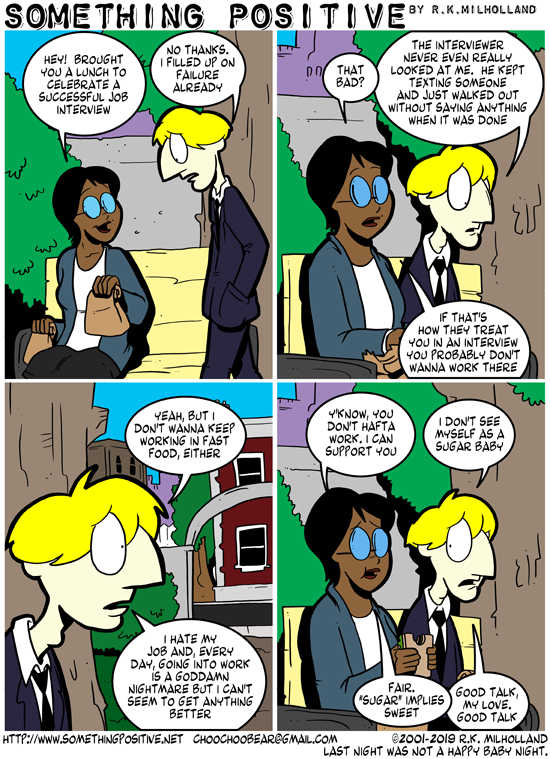 SOMETHING POSITIVE BY R.K.MILHOLLAND
HEY! BROUGHT
YOU A LUNCH TO
CELEBRATE A
SUCCESSFUL JOB
INTERVIEW
NO THANKS.
I FILLED UP ON
FAILURE
ALREADY
THAT
BAD?
THE INTERVIEWER
NEVER EVEN REALLY
LOOKED AT ME. HE KEPT
TEXTING SOMEONE
AND JUST WALKED OUT
WITHOUT SAYING ANYTHING
WHEN IT WAS DONE
IF THAT'S
HOW THEY TREAT
YOU IN AN INTERVIEW
YOU PROBABLY DON'T
WANNA WORK THERE
YEAH, BUT I
DON'T WANNA KEEP
WORKING IN FAST
FOOD, EITHER
I HATE MY
JOB AND, EVERY
DAY, GOING INTO WORK
IS A GODDAMN
NIGHTMARE BUT I CAN'T
SEEM TO GET ANYTHING
BETTER
Y'KNOW, YOU
DON'T HAFTA
WORK. I CAN
SUPPORT YOU
I DON'T SEE
MYSELF AS A
SUGAR BABY
FAIR.
"SUGAR" IMPLIES
SWEET
GOOD TALK,
MY LOVE.
GOOD TALK
HTTP://WWW.SOMETHINGPOSITIVE.NET CHOOCHOOBEAR@GMAIL.COM ©2001-2019 R.K. MILHOLLAND
LAST NIGHT WAS NOT A HAPPY BABY NIGHT.